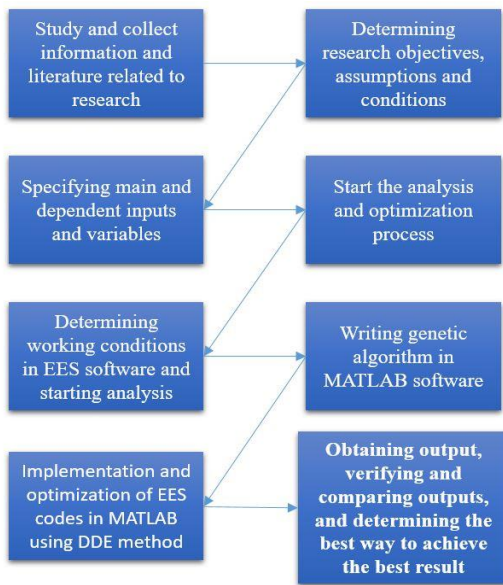 Study and collect
information and
literature related to
research
Determining
research objectives,
assumptions and
conditions
Specifying main and
dependent inputs
and variables
Start the analysis
and optimization
process
Determining
working conditions
in EES software and
starting analysis
Writing genetic
algorithm in
MATLAB software
Implementation and
optimization of EES
codes in MATLAB
using DDE method
Obtaining output,
verifying and
comparing outputs,
and determining the
best way to achieve
the best result